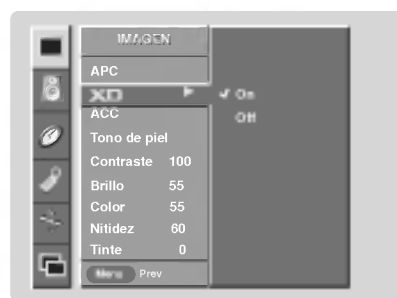 IMAGEN
APC
XD
On
ACC
Off
Tono de piel
Contraste 100
Brillo 55
Color 55
Nitidez 60
Tinte 0
Menu Prev